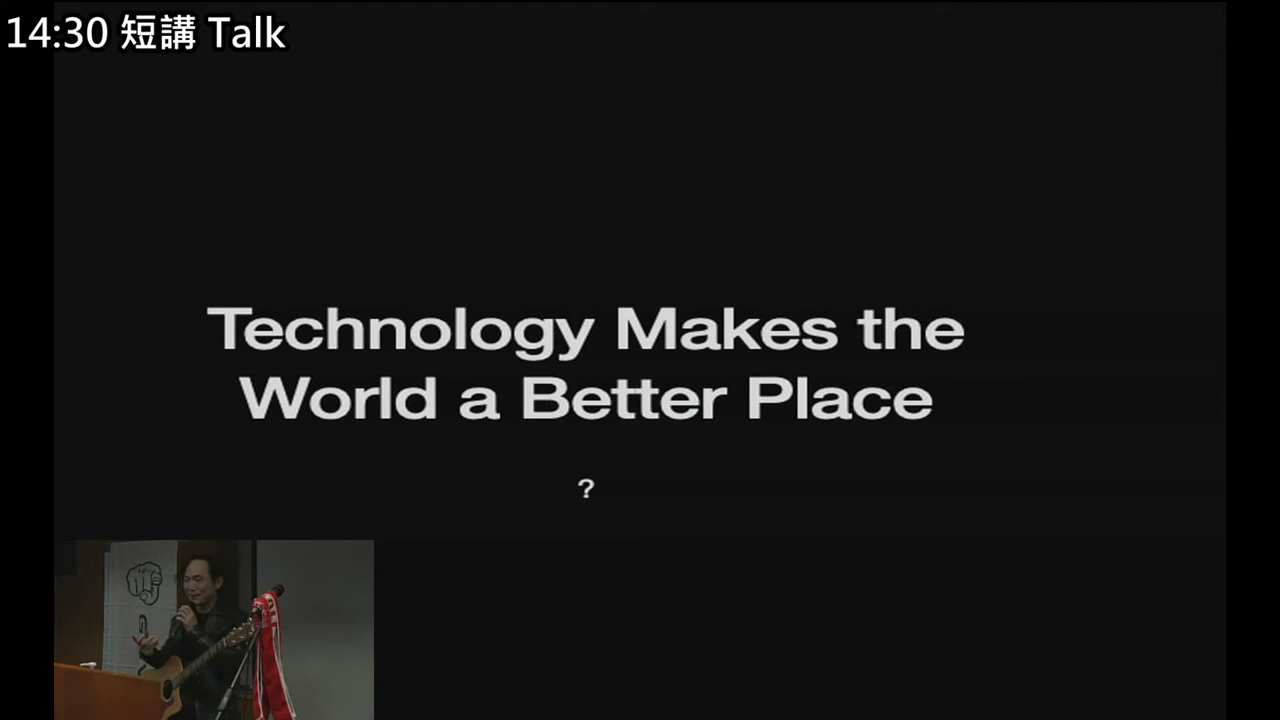 14:30 短講 Talk
Technology Makes the
World a Better Place
?